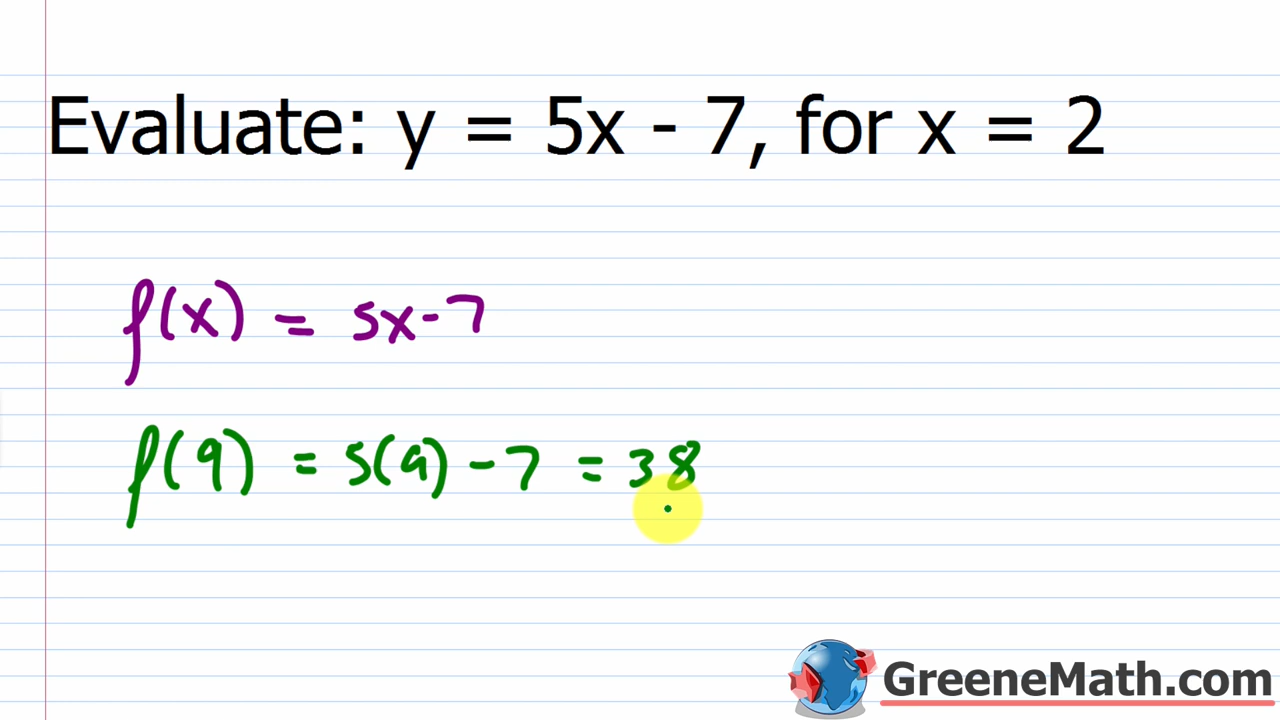 Evaluate: y = 5x - 7, for x = 2
f(x) = 5x-7
f(9) = 5(9) - 7 = 38
GreeneMath.com